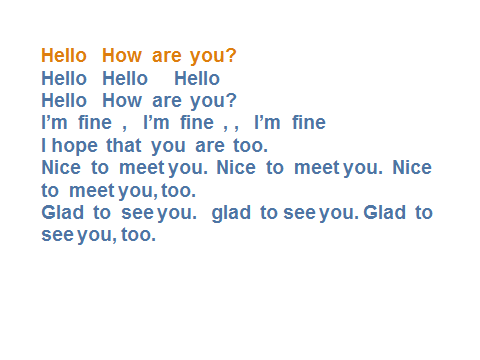 Hello How are you?
Hello Hello Hello
Hello How are you?
I'm fine , I'm fine , , I'm fine
I hope that you are too.
Nice to meet you. Nice to meet you. Nice
to meet you, too.
Glad to see you. glad to see you. Glad to
see you, too.